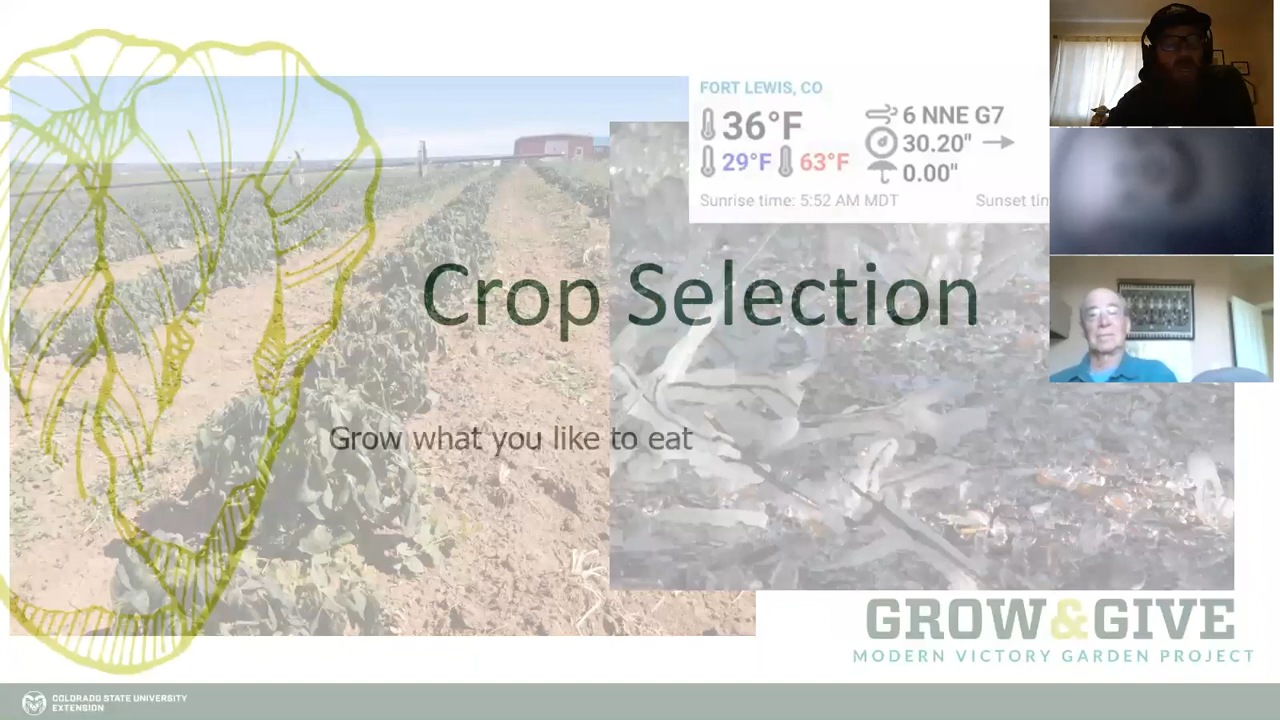 FORT LEWIS, CO
36°F
6 NNE G7
30.20"
29°F 63°F
0.00"
Sunrise time: 5:52 AM MDT
Sunset
Crop Selection
Grow what you like to eat
GROW&GIVE
MODERN VICTORY GARDEN PROJECT
COLORADO STATE UNIVERSITY
EXTENSION